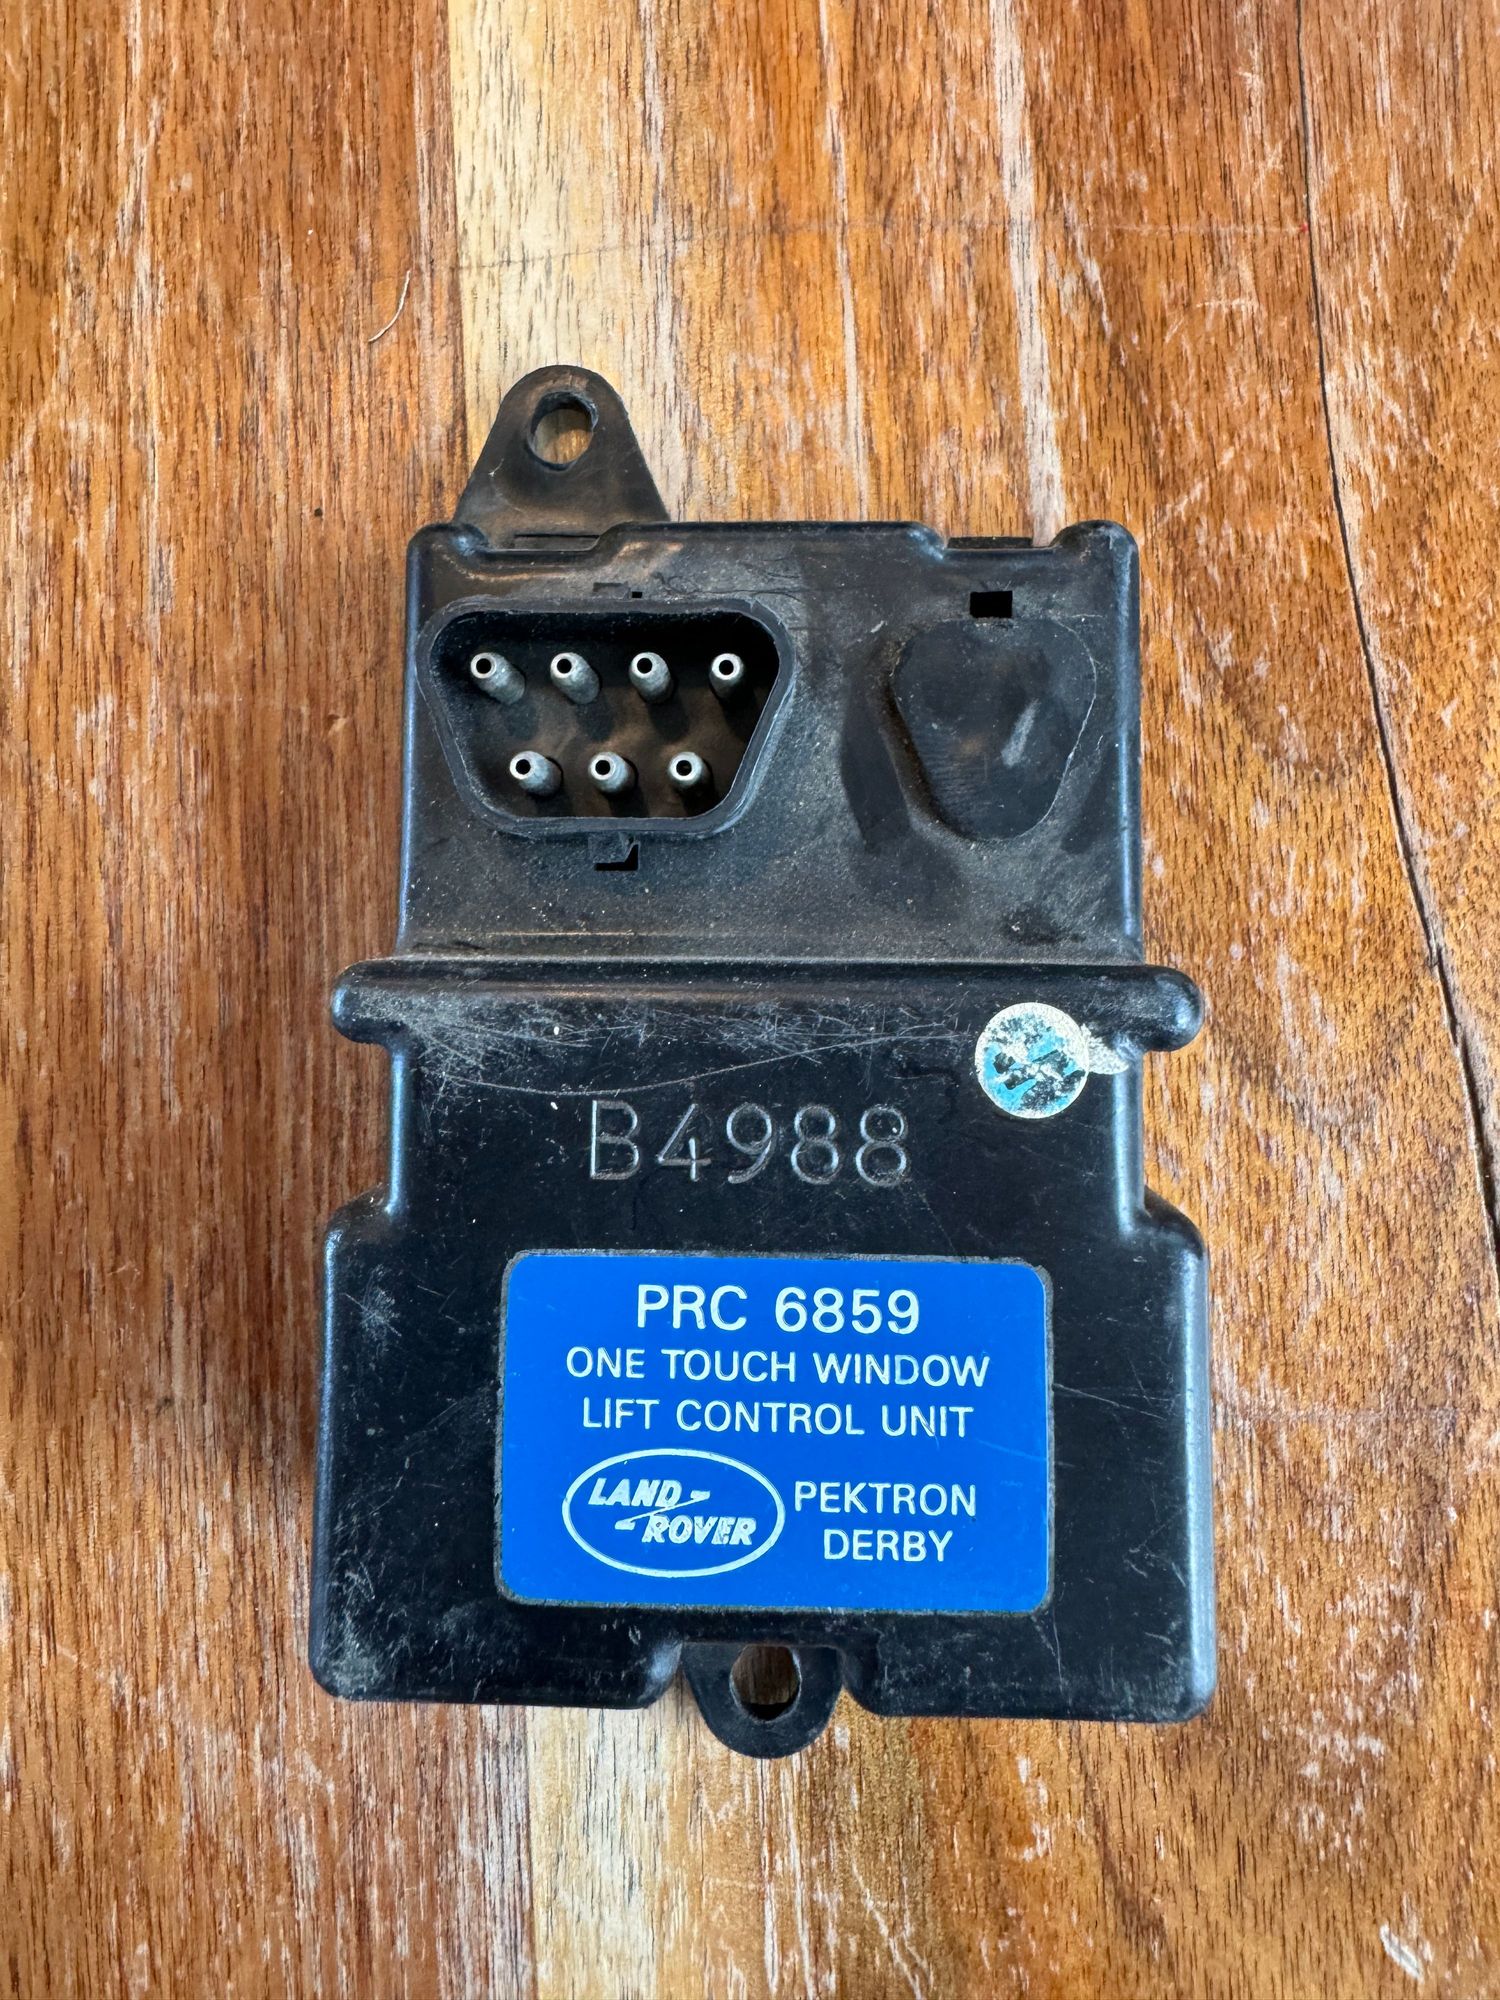 B4988
PRC 6859
ONE TOUCH WINDOW
LIFT CONTROL UNIT
LAND-
-ROVER
PEKTRON
DERBY